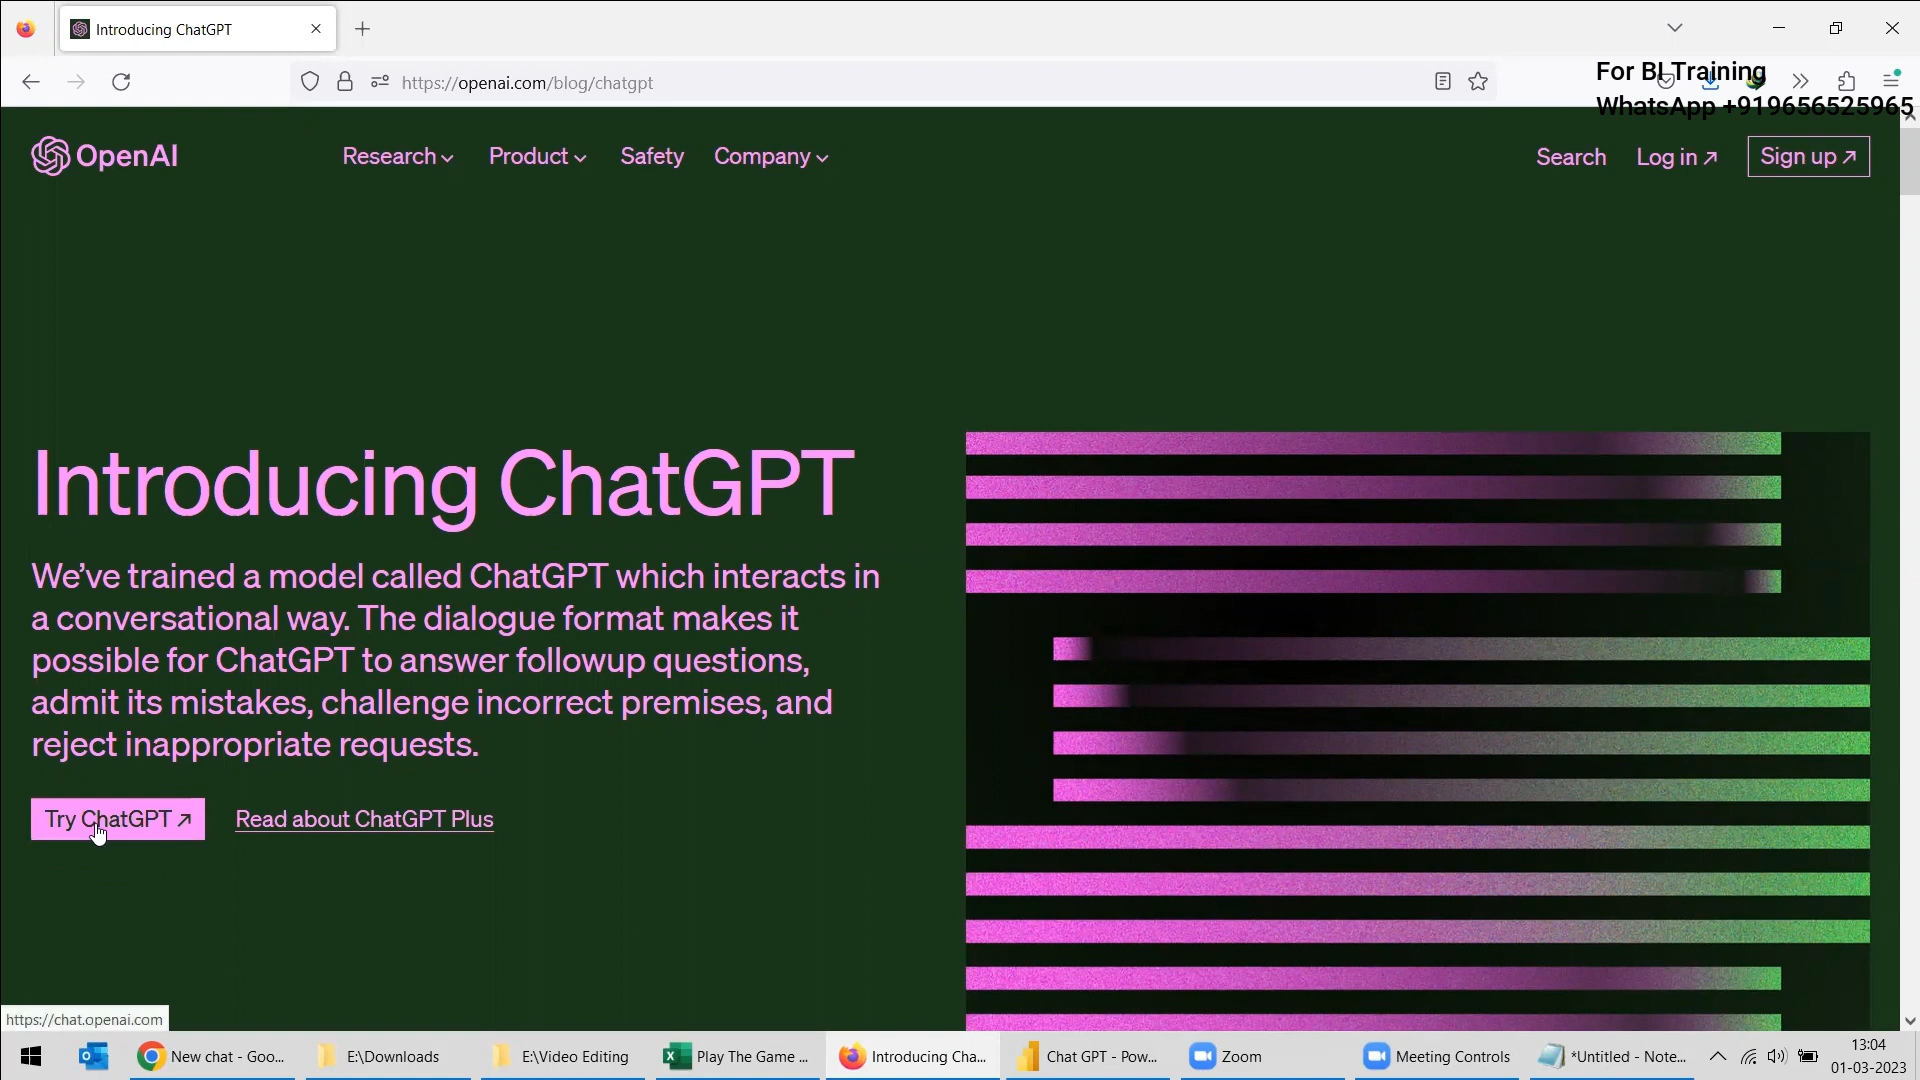 Introducing ChatGPT
https://openai.com/blog/chatgpt
For BI Training
WhatsApp +919656525965
OpenAI
Research
Product
Safety
Company
Search
Log in ↗
Sign up ↗
Introducing ChatGPT
We've trained a model called ChatGPT which interacts in
a conversational way. The dialogue format makes it
possible for ChatGPT to answer followup questions,
admit its mistakes, challenge incorrect premises, and
reject inappropriate requests.
Try ChatGPT ↗
Read about ChatGPT Plus
https://chat.openai.com
New chat - Goo...
E:\Downloads
E:\Video Editing
Play The Game ...
Introducing Cha...
Chat GPT - Pow...
Zoom
Meeting Controls
*Untitled - Note...
13:04
01-03-2023